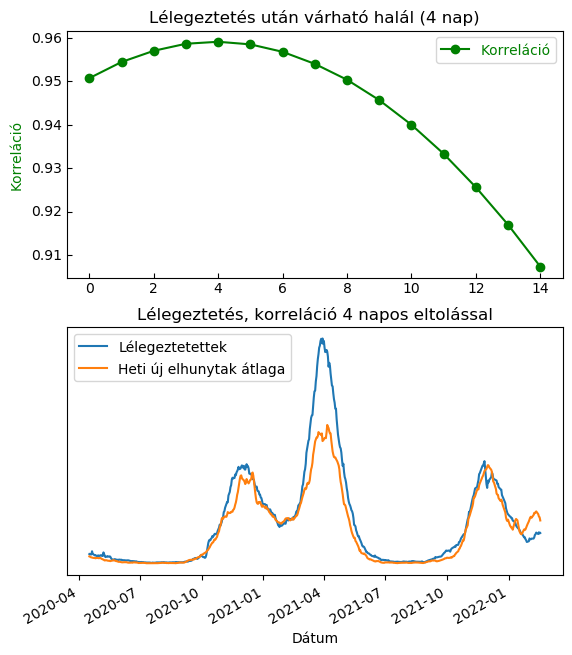 Lélegeztetés után várható halál (4 nap)
0.96
0.95
0.94
0.93
0.92
0.91
Korreláció
Korreláció
0 2 4 6 8 10 12 14
Lélegeztetés, korreláció 4 napos eltolással
Lélegeztetettek
Heti új elhunytak átlaga
2020-04 2020-07 2020-10 2021-01 2021-04 2021-07 2021-10 2022-01
Dátum